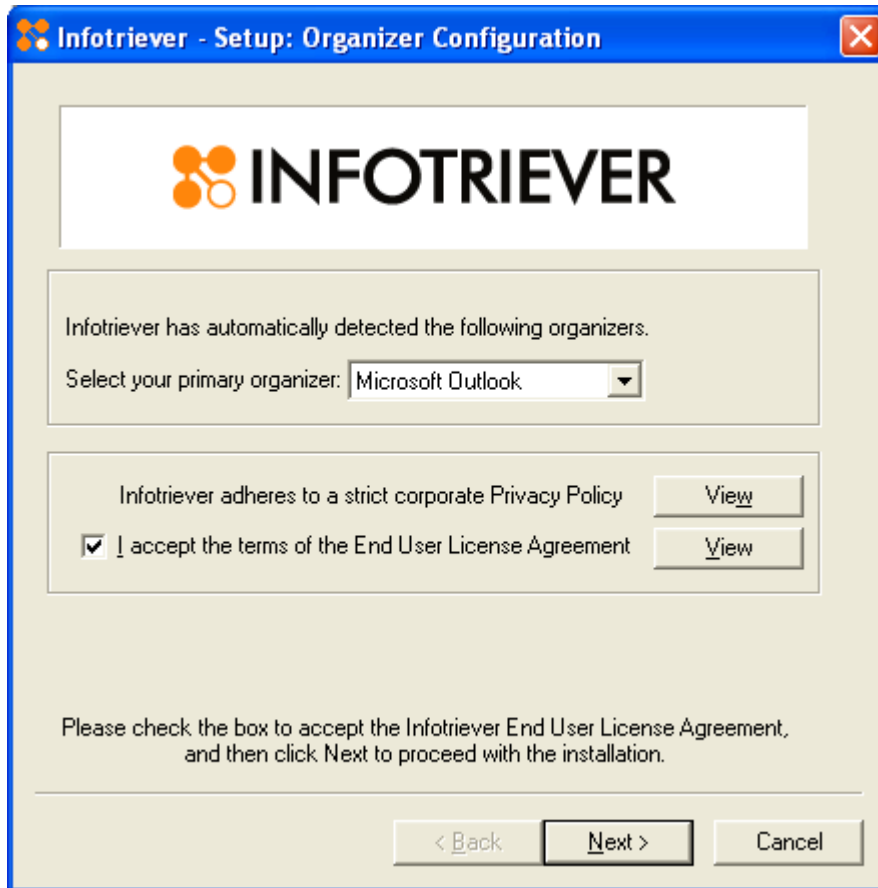 Infotriever - Setup: Organizer Configuration
INFOTRIEVER
Infotriever has automatically detected the following organizers.
Select your primary organizer: Microsoft Outlook
Infotriever adheres to a strict corporate Privacy Policy View
I accept the terms of the End User License Agreement View
Please check the box to accept the Infotriever End User License Agreement,
and then click Next to proceed with the installation.
< Back Next > Cancel